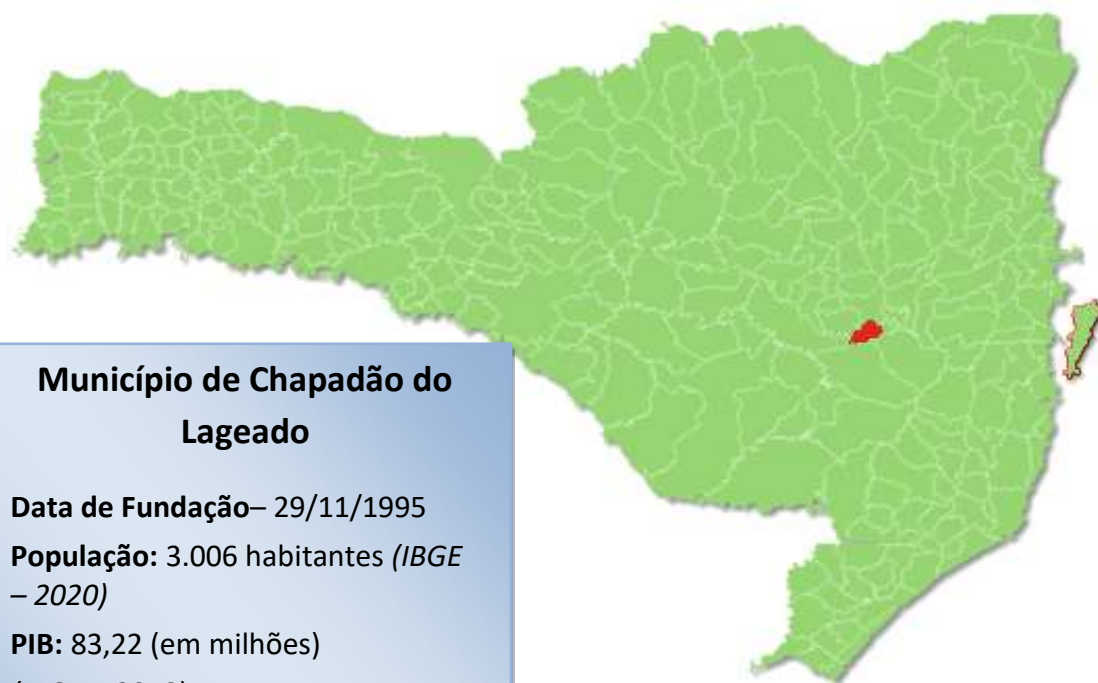 Município de Chapadão do
Lageado
Data de Fundação– 29/11/1995
População: 3.006 habitantes (IBGE
– 2020)
PIB: 83,22 (em milhões)